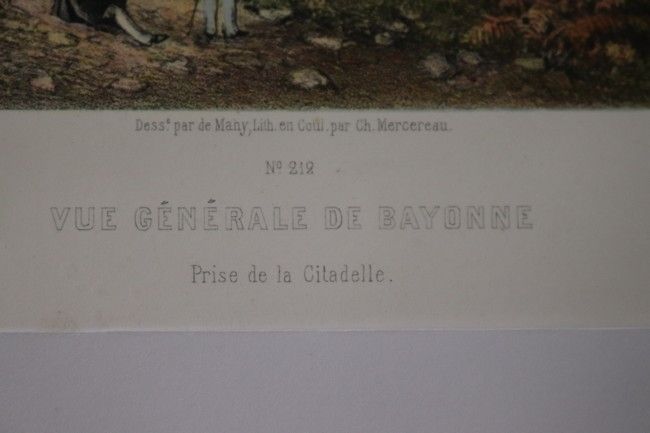 Dessé par de Many, Lith. en Coul. par Ch. Mercereau.
No 212
VUE GÉNÉRALE DE BAYONNE
Prise de la Citadelle.